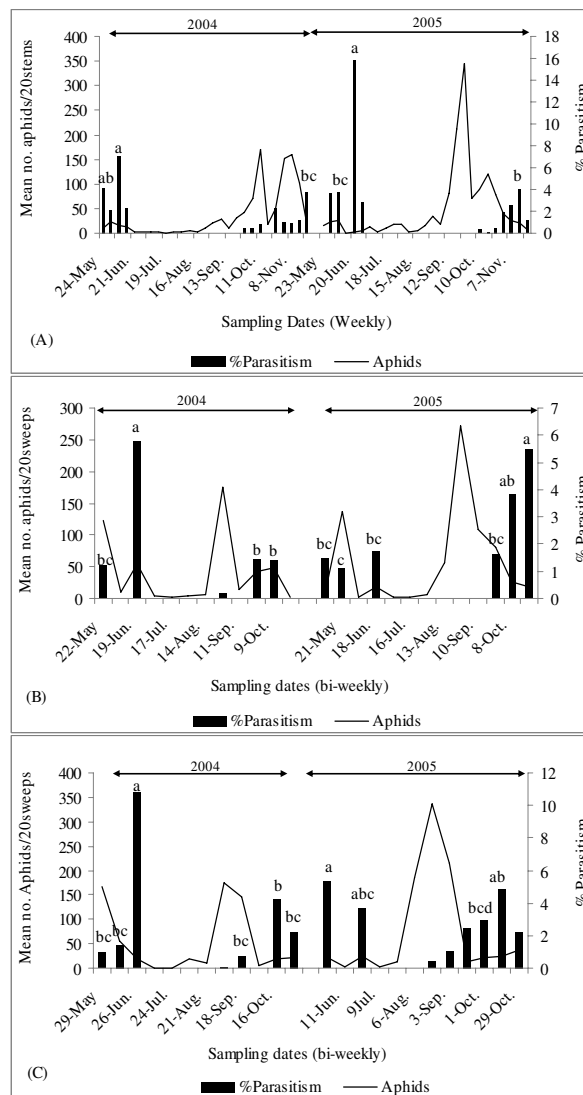 2004 2005
400 18
350 16
300 14
250 12
200 10
150 8
100 6
50 4
0 2
0
Mean no. aphids/20stems
% Parasitism
ab a a b
24-May 21-Jun. 19-Jul. 16-Aug. 13-Sep. 11-Oct. 8-Nov. 23-May 20-Jun. 18-Jul. 15-Aug. 12-Sep. 10-Oct. 7-Nov.
(A) Sampling Dates (Weekly)
%Parasitism Aphids
2004 2005
300 7
250 6
200 5
150 4
100 3
50 2
0 1
0
Mean no. aphids/20sweeps
% Parasitism
bc a b b bc c bc bc ab a
22-May 19-Jun. 17-Jul. 14-Aug. 11-Sep. 9-Oct. 21-May 18-Jun. 16-Jul. 13-Aug. 10-Sep. 8-Oct.
(B) Sampling dates (bi-weekly)
%Parasitism Aphids
2004 2005
400 12
350 10
300 8
250 6
200 4
150 2
100 0
50
0
Mean no. Aphids/20sweeps
% Parasitism
bc bc a bc b bc a abc bcd ab
29-May 26-Jun. 24-Jul. 21-Aug. 18-Sep. 16-Oct. 11-Jun. 9Jul. 6-Aug. 3-Sep. 1-Oct. 29-Oct.
(C) Sampling dates (bi-weekly)
%Parasitism Aphids